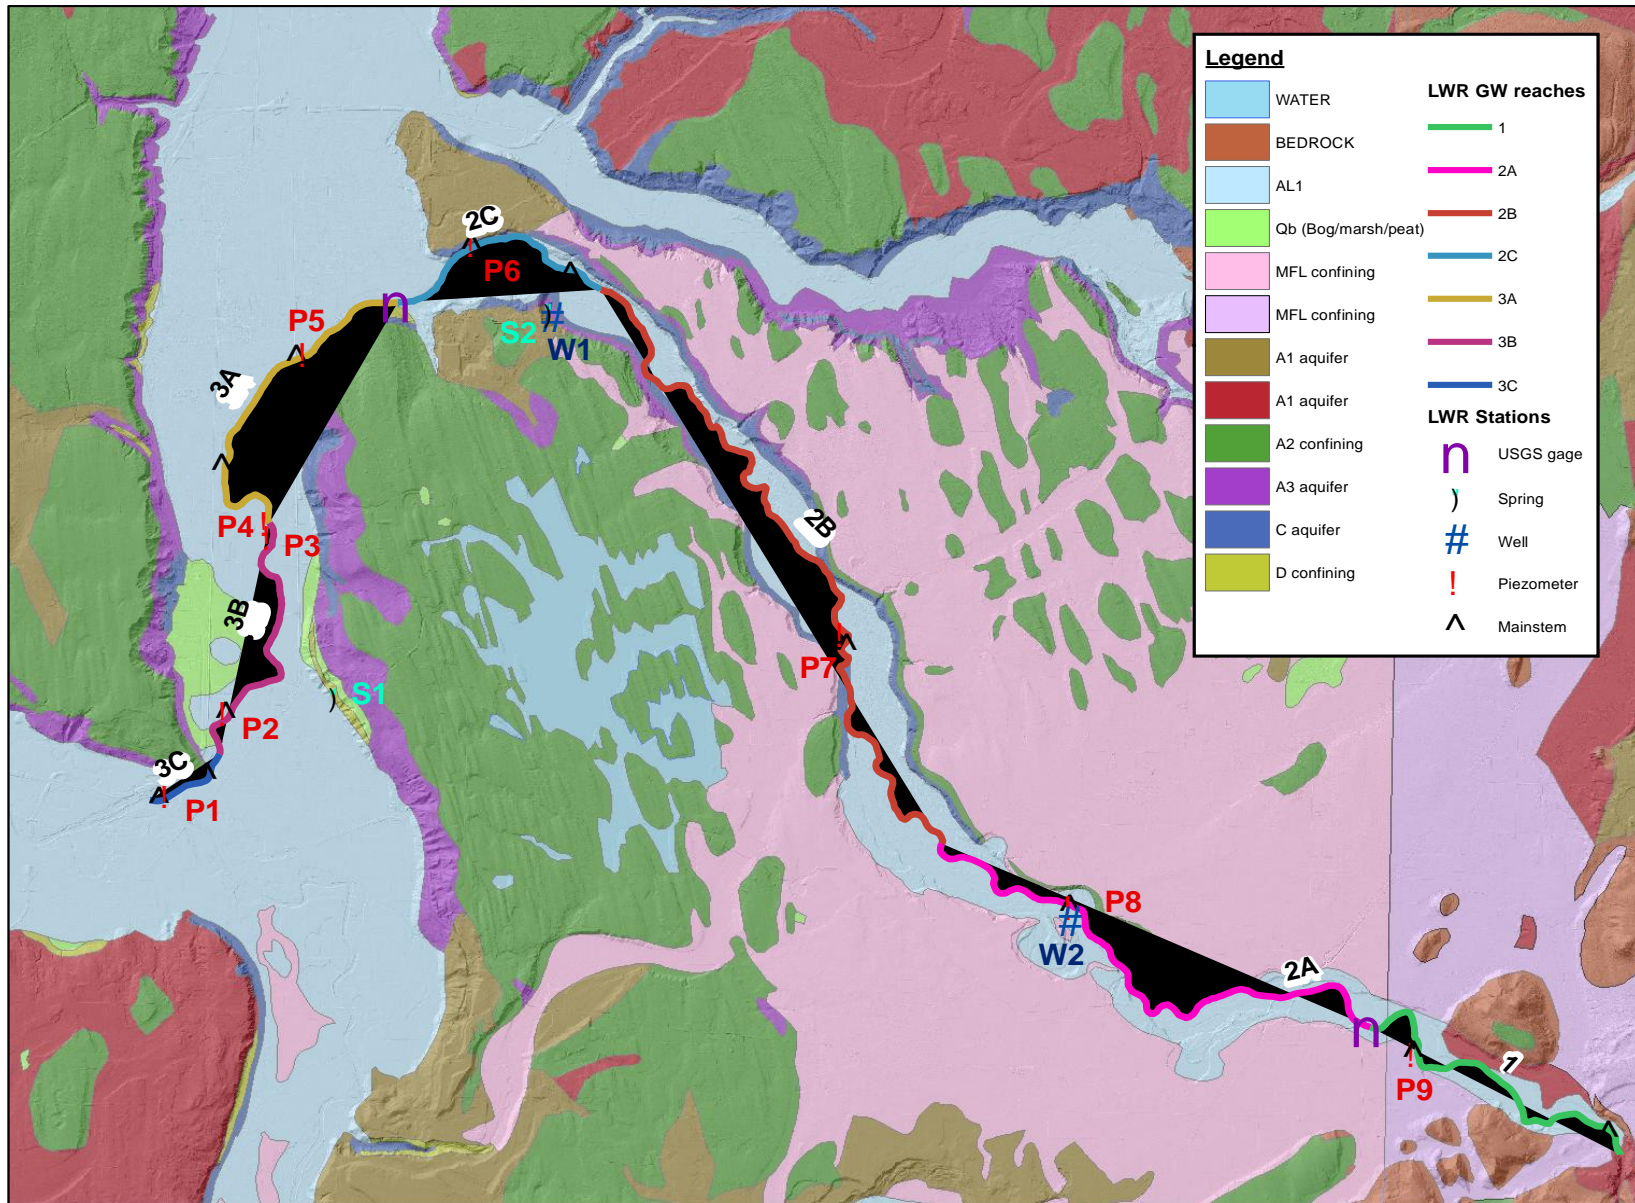 Legend
WATER
BEDROCK
AL1
Qb (Bog/marsh/peat)
MFL confining
MFL confining
A1 aquifer
A1 aquifer
A2 confining
A3 aquifer
C aquifer
D confining
LWR GW reaches
1
2A
2B
2C
3A
3B
3C
LWR Stations
n USGS gage
) Spring
# Well
! Piezometer
^ Mainstem
2C
P6
n
P5
S2
#
W1
3A
2B
P4
P3
3B
P7
S1
P2
3C
P1
P8
#
W2
2A
n
1
P9